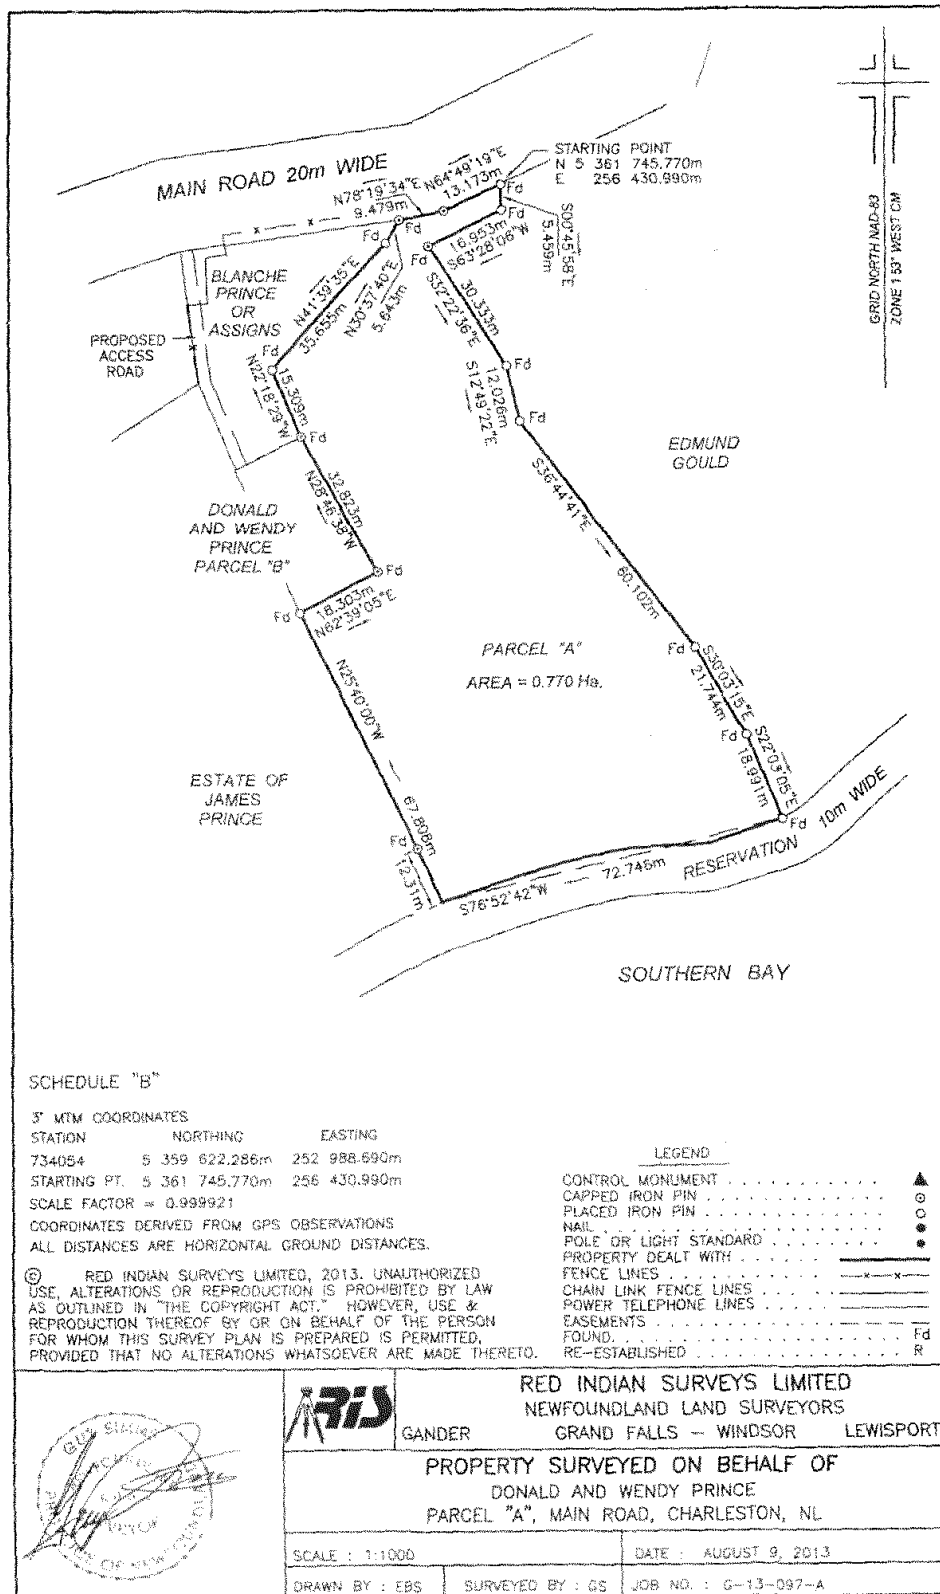 STARTING POINT
N 5 361 745.770m
E 256 430.990m
MAIN ROAD 20m WIDE
N78°19'34"E
9.479m
N64°49'19"E
13.173m
Fd
Fd
S00°45'58"E
5.459m
Fd
Fd
16.953m
S63°28'06"W
Fd
GRID NORTH NAD-83
ZONE 1 53° WEST CM
BLANCHE
PRINCE
OR
ASSIGNS
N41°39'35"E
35.655m
N30°37'40"E
5.643m
30.333m
S32°22'36"E
PROPOSED
ACCESS
ROAD
Fd
N22°18'29"W
15.309m
Fd
Fd
12.026m
S12°49'22"E
Fd
EDMUND
GOULD
32.823m
N28°46'38"W
S36°44'41"E
60.102m
DONALD
AND WENDY
PRINCE
PARCEL "B"
Fd
Fd
18.303m
N62°39'05"E
PARCEL "A"
AREA = 0.770 Ha.
Fd
S30°03'15"E
21.744m
N25°40'00"W
67.808m
Fd
S22°03'05"E
18.991m
ESTATE OF
JAMES
PRINCE
Fd
Fd
12.31m
S76°52'42"W
72.746m
RESERVATION 10m WIDE
SOUTHERN BAY
SCHEDULE "B"
3° MTM COORDINATES
STATION NORTHING EASTING
734054 5 359 622.286m 252 988.690m
STARTING PT. 5 361 745.770m 256 430.990m
SCALE FACTOR = 0.999921
COORDINATES DERIVED FROM GPS OBSERVATIONS
ALL DISTANCES ARE HORIZONTAL GROUND DISTANCES.
© RED INDIAN SURVEYS LIMITED, 2013. UNAUTHORIZED
USE, ALTERATIONS OR REPRODUCTION IS PROHIBITED BY LAW
AS OUTLINED IN "THE COPYRIGHT ACT." HOWEVER, USE &
REPRODUCTION THEREOF BY OR ON BEHALF OF THE PERSON
FOR WHOM THIS SURVEY PLAN IS PREPARED IS PERMITTED,
PROVIDED THAT NO ALTERATIONS WHATSOEVER ARE MADE THERETO.
LEGEND
CONTROL MONUMENT
CAPPED IRON PIN
PLACED IRON PIN
NAIL
POLE OR LIGHT STANDARD
PROPERTY DEALT WITH
FENCE LINES
CHAIN LINK FENCE LINES
POWER TELEPHONE LINES
EASEMENTS
FOUND Fd
RE-ESTABLISHED R
RIS
RED INDIAN SURVEYS LIMITED
NEWFOUNDLAND LAND SURVEYORS
GANDER GRAND FALLS - WINDSOR LEWISPORT
PROPERTY SURVEYED ON BEHALF OF
DONALD AND WENDY PRINCE
PARCEL "A", MAIN ROAD, CHARLESTON, NL
SCALE : 1:1000
DATE : AUGUST 9, 2013
DRAWN BY : EBS
SURVEYED BY : GS
JOB NO. : G-13-097-A